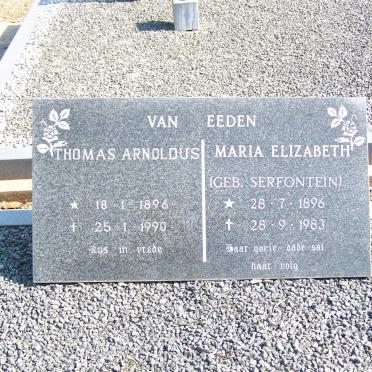 VAN EEDEN
THOMAS ARNOLDUS
★ 18-1-1896
✝ 25-1-1990
Rus in vrede
MARIA ELIZABETH
(GEB. SERFONTEIN)
★ 28-7-1896
✝ 28-9-1983
Haar goeie dade sal
haar volg